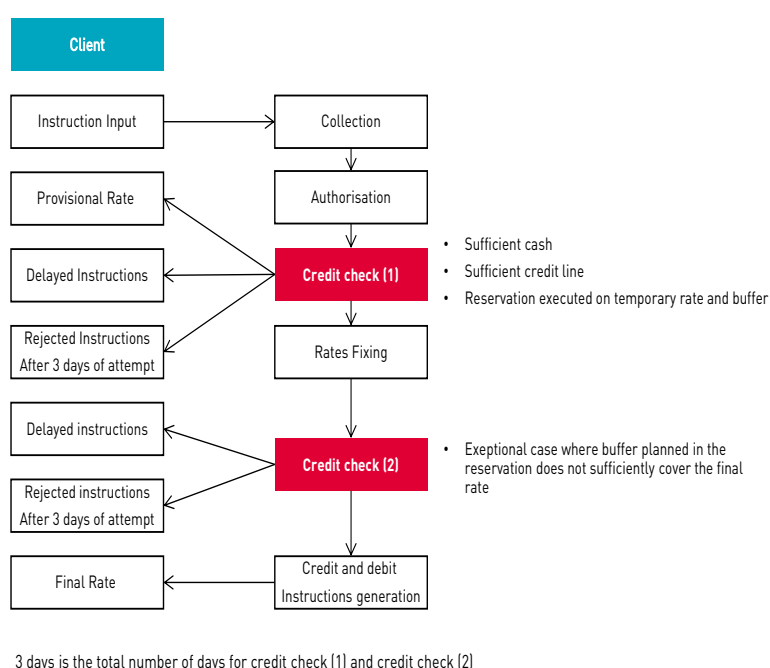 Client
Instruction Input
Collection
Provisional Rate
Authorisation
Delayed Instructions
Credit check (1)
• Sufficient cash
• Sufficient credit line
• Reservation executed on temporary rate and buffer
Rejected Instructions
After 3 days of attempt
Rates Fixing
Delayed instructions
Credit check (2)
• Exeptional case where buffer planned in the
reservation does not sufficiently cover the final
rate
Rejected instructions
After 3 days of attempt
Final Rate
Credit and debit
Instructions generation
3 days is the total number of days for credit check (1) and credit check (2)